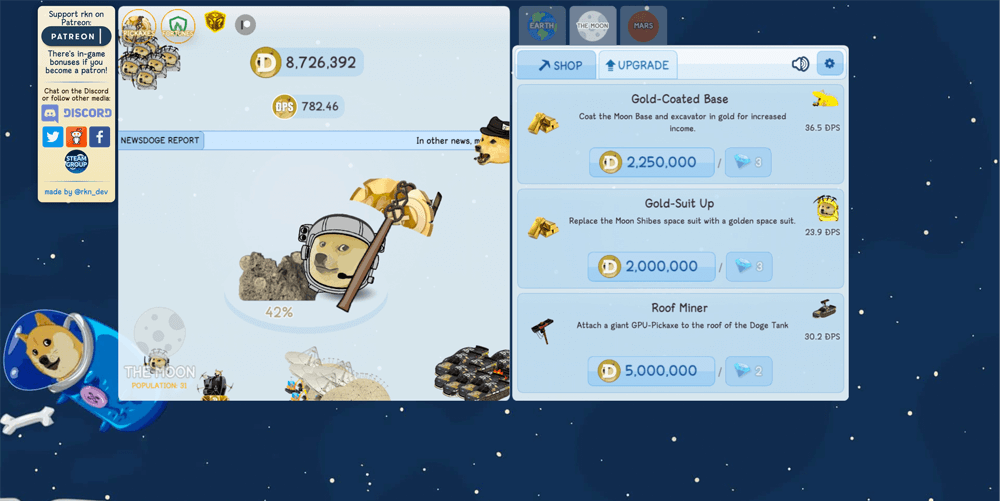 Support rkn on
Patreon:
PATREON
There's in-game
bonuses if you
become a patron!
Chat on the Discord
or follow other media:
DISCORD
STEAM
GROUP
made by @rkn_dev
PICKAXES
D
8,726,392
DPS
782.46
NEWSDOGE REPORT
In other news, m
42%
THE MOON
POPULATION: 31
EARTH
THE MOON
MARS
SHOP
UPGRADE
Gold-Coated Base
Coat the Moon Base and excavator in gold for increased
income.
36.5 ÐPS
2,250,000 / 3
Gold-Suit Up
Replace the Moon Shibes space suit with a golden space suit.
23.9 ÐPS
2,000,000 / 3
Roof Miner
Attach a giant GPU-Pickaxe to the roof of the Doge Tank
30.2 ÐPS
5,000,000 / 2